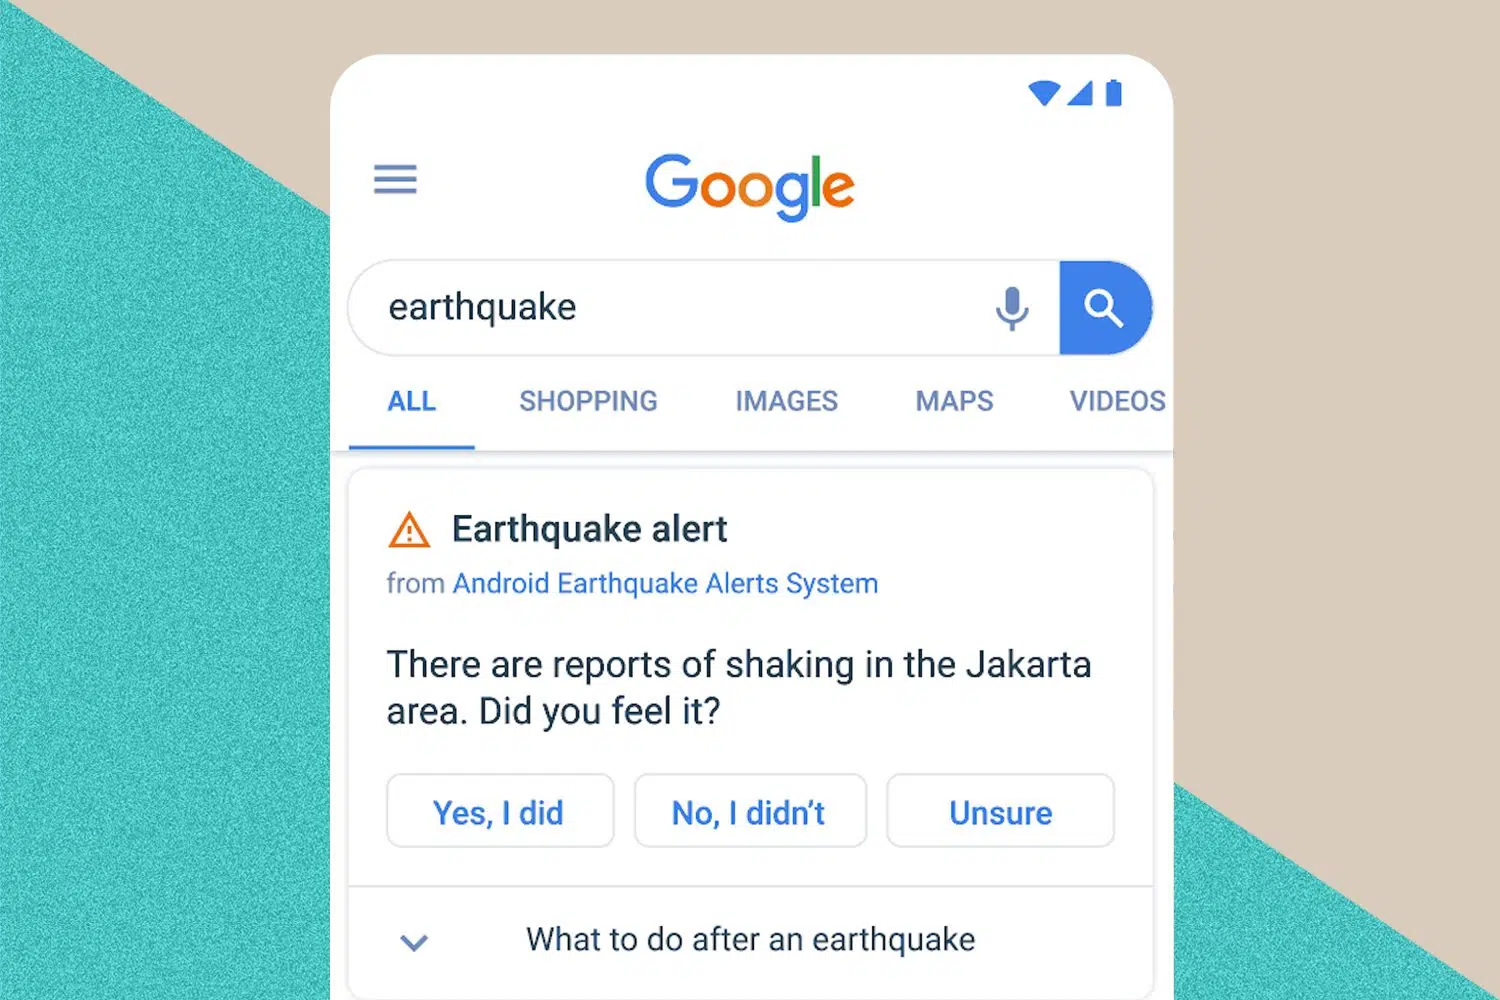 Google
earthquake
ALL SHOPPING IMAGES MAPS VIDEOS
Earthquake alert
from Android Earthquake Alerts System
There are reports of shaking in the Jakarta
area. Did you feel it?
Yes, I did No, I didn’t Unsure
What to do after an earthquake